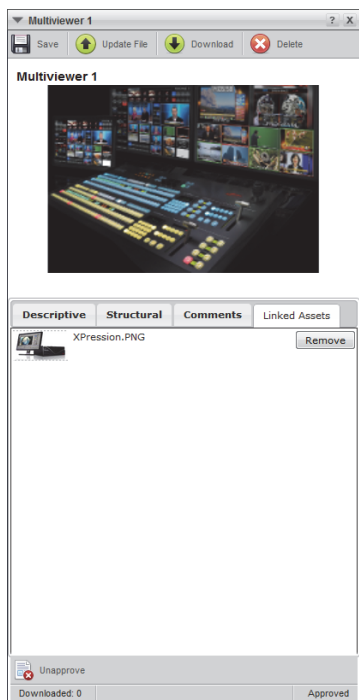 Multiviewer 1 ? X
Save Update File Download Delete
Multiviewer 1
Descriptive Structural Comments Linked Assets
XPression.PNG Remove
Unapprove
Downloaded: 0 Approved